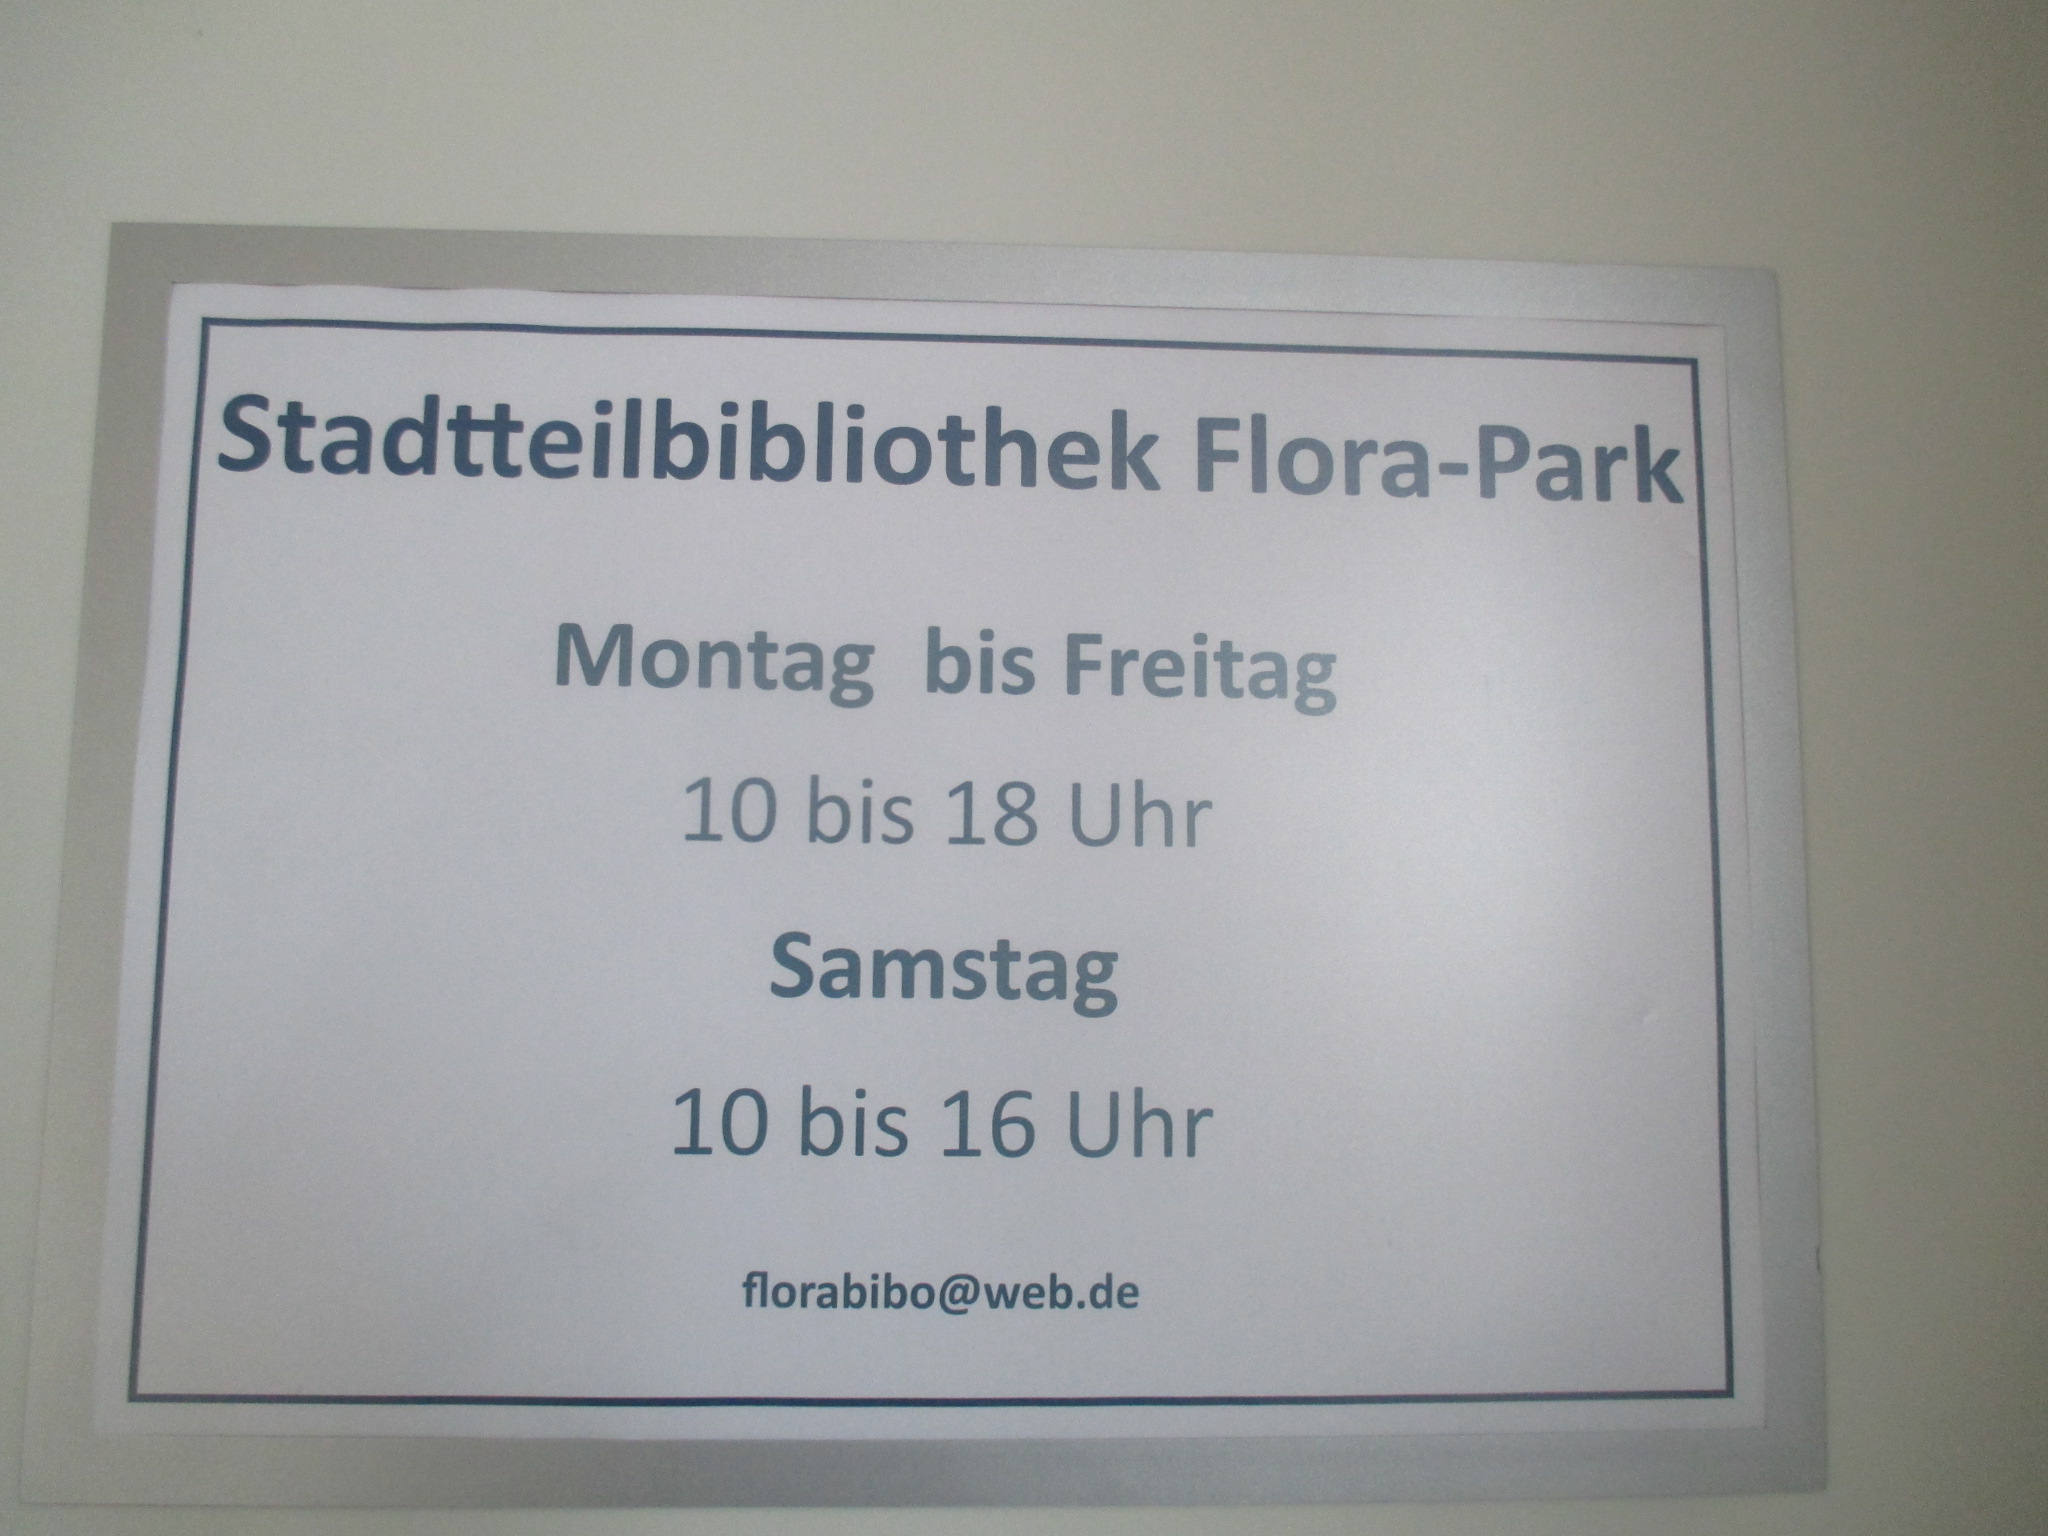 Stadtteilbibliothek Flora-Park
Montag bis Freitag
10 bis 18 Uhr
Samstag
10 bis 16 Uhr
florabibo@web.de